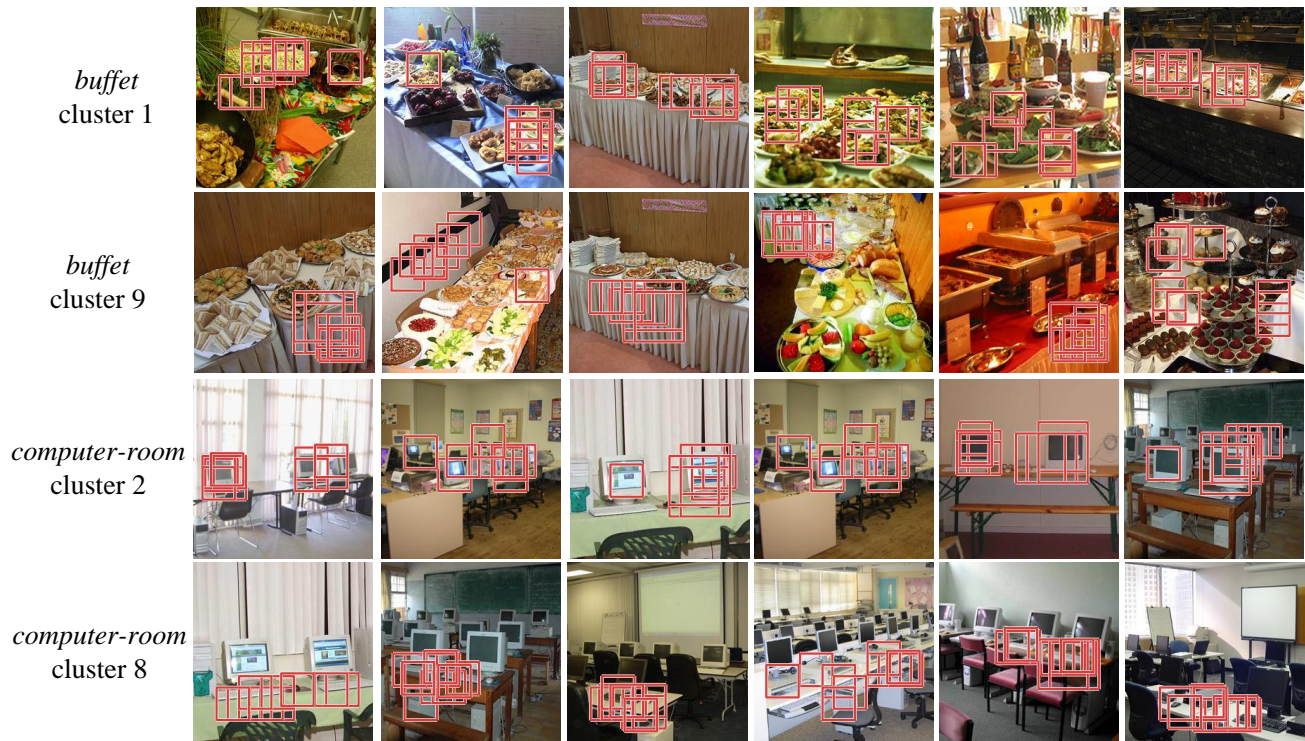 buffet
cluster 1
buffet
cluster 9
computer-room
cluster 2
computer-room
cluster 8